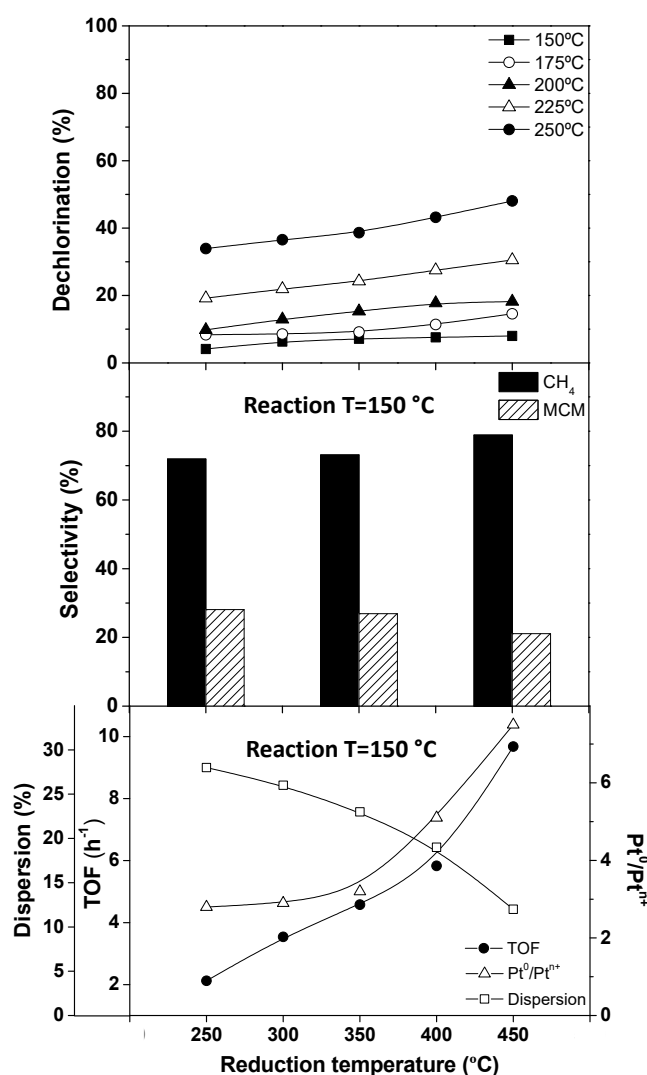 100
80
60
40
20
0
Dechlorination (%)
150ºC
175ºC
200ºC
225ºC
250ºC
80
60
40
20
0
Selectivity (%)
Reaction T=150 °C
CH₄
MCM
30
25
20
15
10
5
0
Dispersion (%)
10
8
6
4
2
TOF (h⁻¹)
Reaction T=150 °C
6
4
2
0
Pt⁰/Ptⁿ⁺
TOF
Pt⁰/Ptⁿ⁺
Dispersion
250 300 350 400 450
Reduction temperature (ºC)